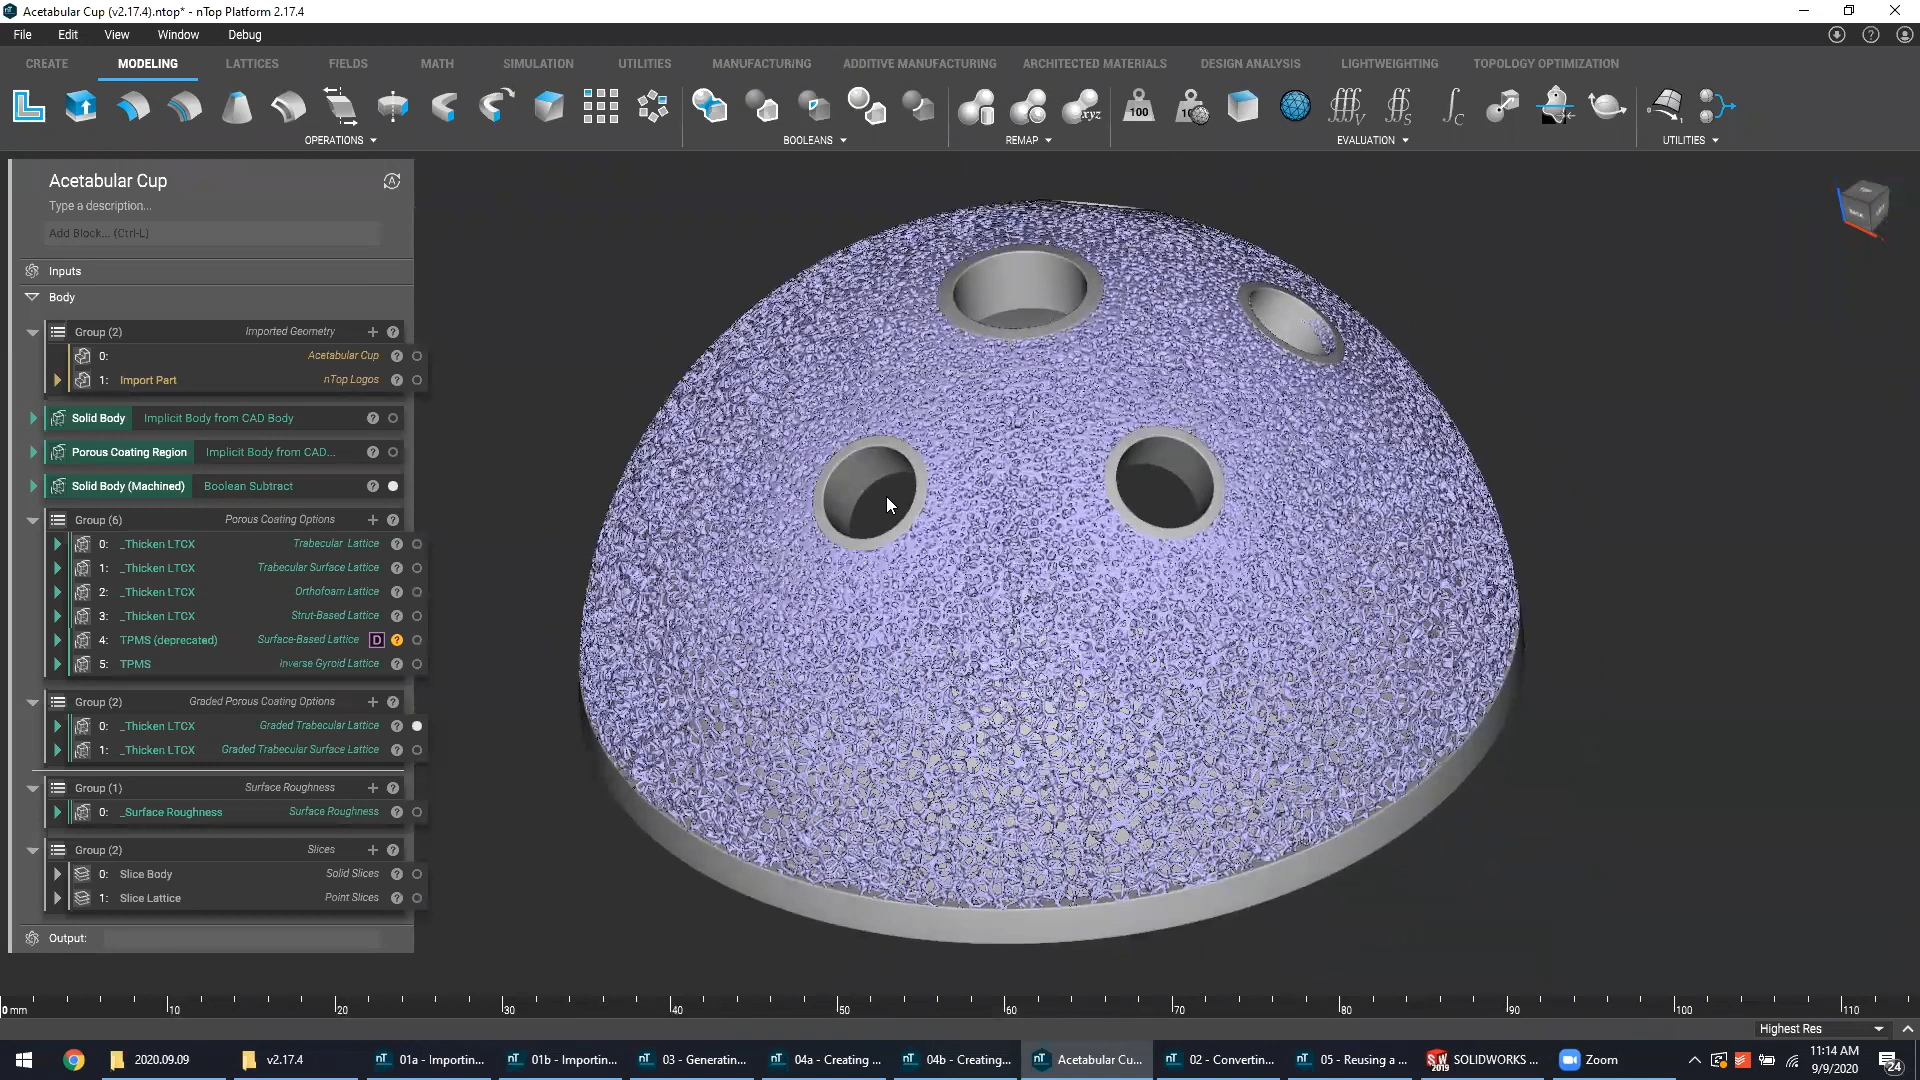 Acetabular Cup (v2.17.4).ntop* - nTop Platform 2.17.4
File Edit View Window Debug
CREATE MODELING LATTICES FIELDS MATH SIMULATION UTILITIES MANUFACTURING ADDITIVE MANUFACTURING ARCHITECTED MATERIALS DESIGN ANALYSIS LIGHTWEIGHTING TOPOLOGY OPTIMIZATION
OPERATIONS BOOLEANS REMAP EVALUATION UTILITIES
Acetabular Cup
Type a description...
Add Block... (Ctrl-L)
Inputs
Body
Group (2) Imported Geometry
0: Acetabular Cup
1: Import Part nTop Logos
Solid Body Implicit Body from CAD Body
Porous Coating Region Implicit Body from CAD...
Solid Body (Machined) Boolean Subtract
Group (6) Porous Coating Options
0: _Thicken LTCX Trabecular Lattice
1: _Thicken LTCX Trabecular Surface Lattice
2: _Thicken LTCX Orthofoam Lattice
3: _Thicken LTCX Strut-Based Lattice
4: TPMS (deprecated) Surface-Based Lattice D
5: TPMS Inverse Gyroid Lattice
Group (2) Graded Porous Coating Options
0: _Thicken LTCX Graded Trabecular Lattice
1: _Thicken LTCX Graded Trabecular Surface Lattice
Group (1) Surface Roughness
0: _Surface Roughness Surface Roughness
Group (2) Slices
0: Slice Body Solid Slices
1: Slice Lattice Point Slices
Output:
0 mm 10 20 30 40 50 60 70 80 90 100 110
Highest Res
2020.09.09 v2.17.4 01a - Importin... 01b - Importin... 03 - Generatin... 04a - Creating ... 04b - Creating... Acetabular Cu... 02 - Convertin... 05 - Reusing a ... SOLIDWORKS ... Zoom
11:14 AM
9/9/2020
24